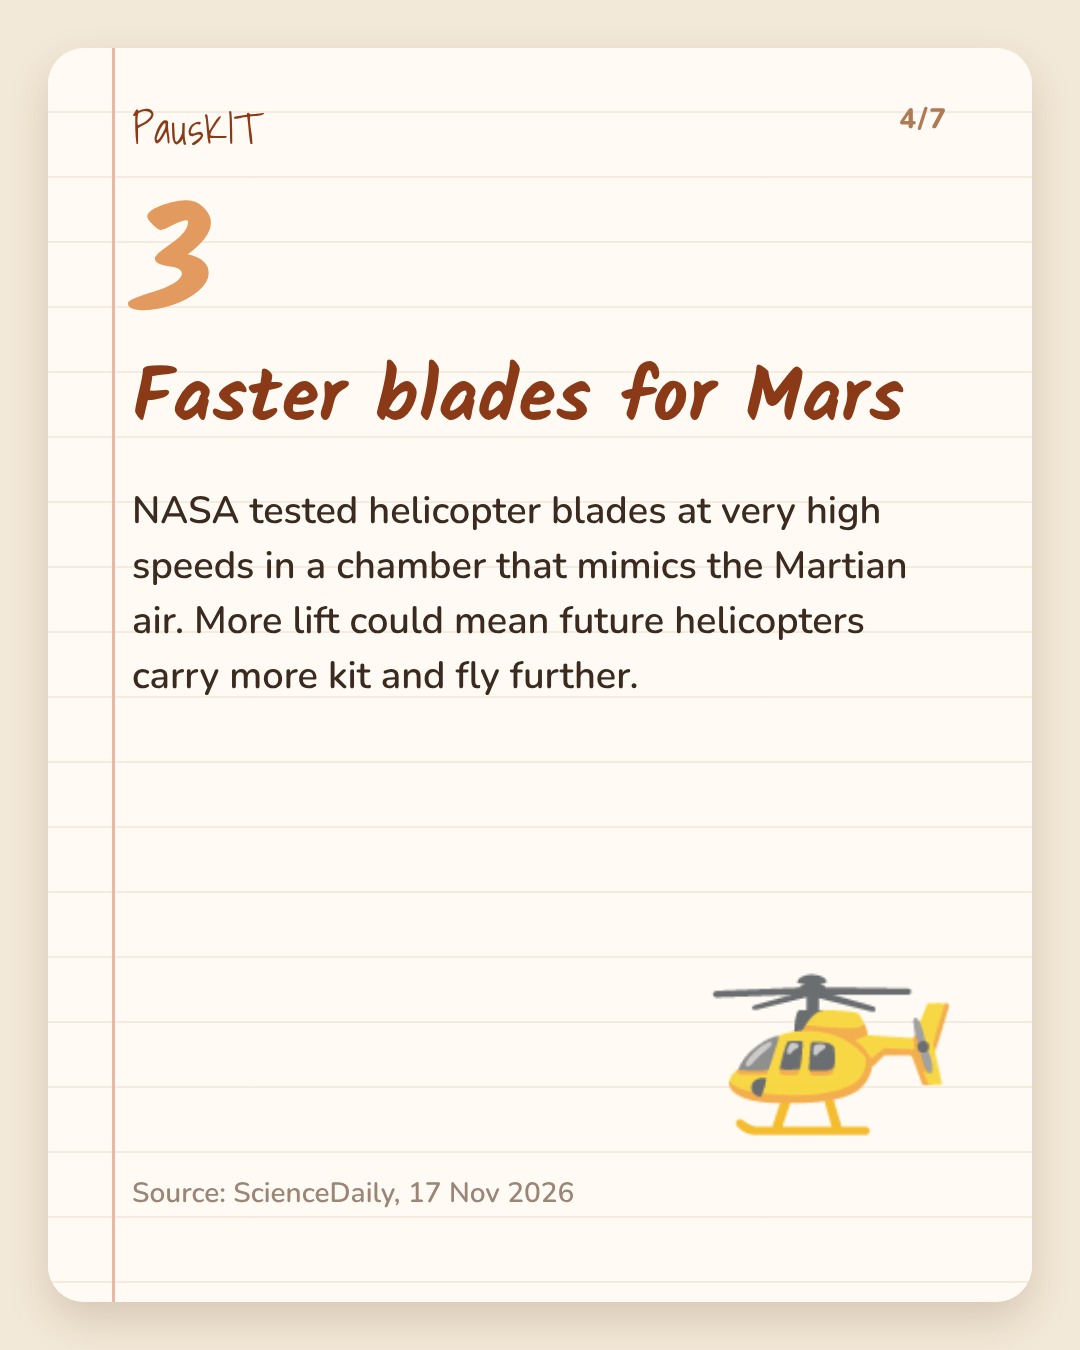 PausKIT
4/7
3
Faster blades for Mars
NASA tested helicopter blades at very high
speeds in a chamber that mimics the Martian
air. More lift could mean future helicopters
carry more kit and fly further.
Source: ScienceDaily, 17 Nov 2026